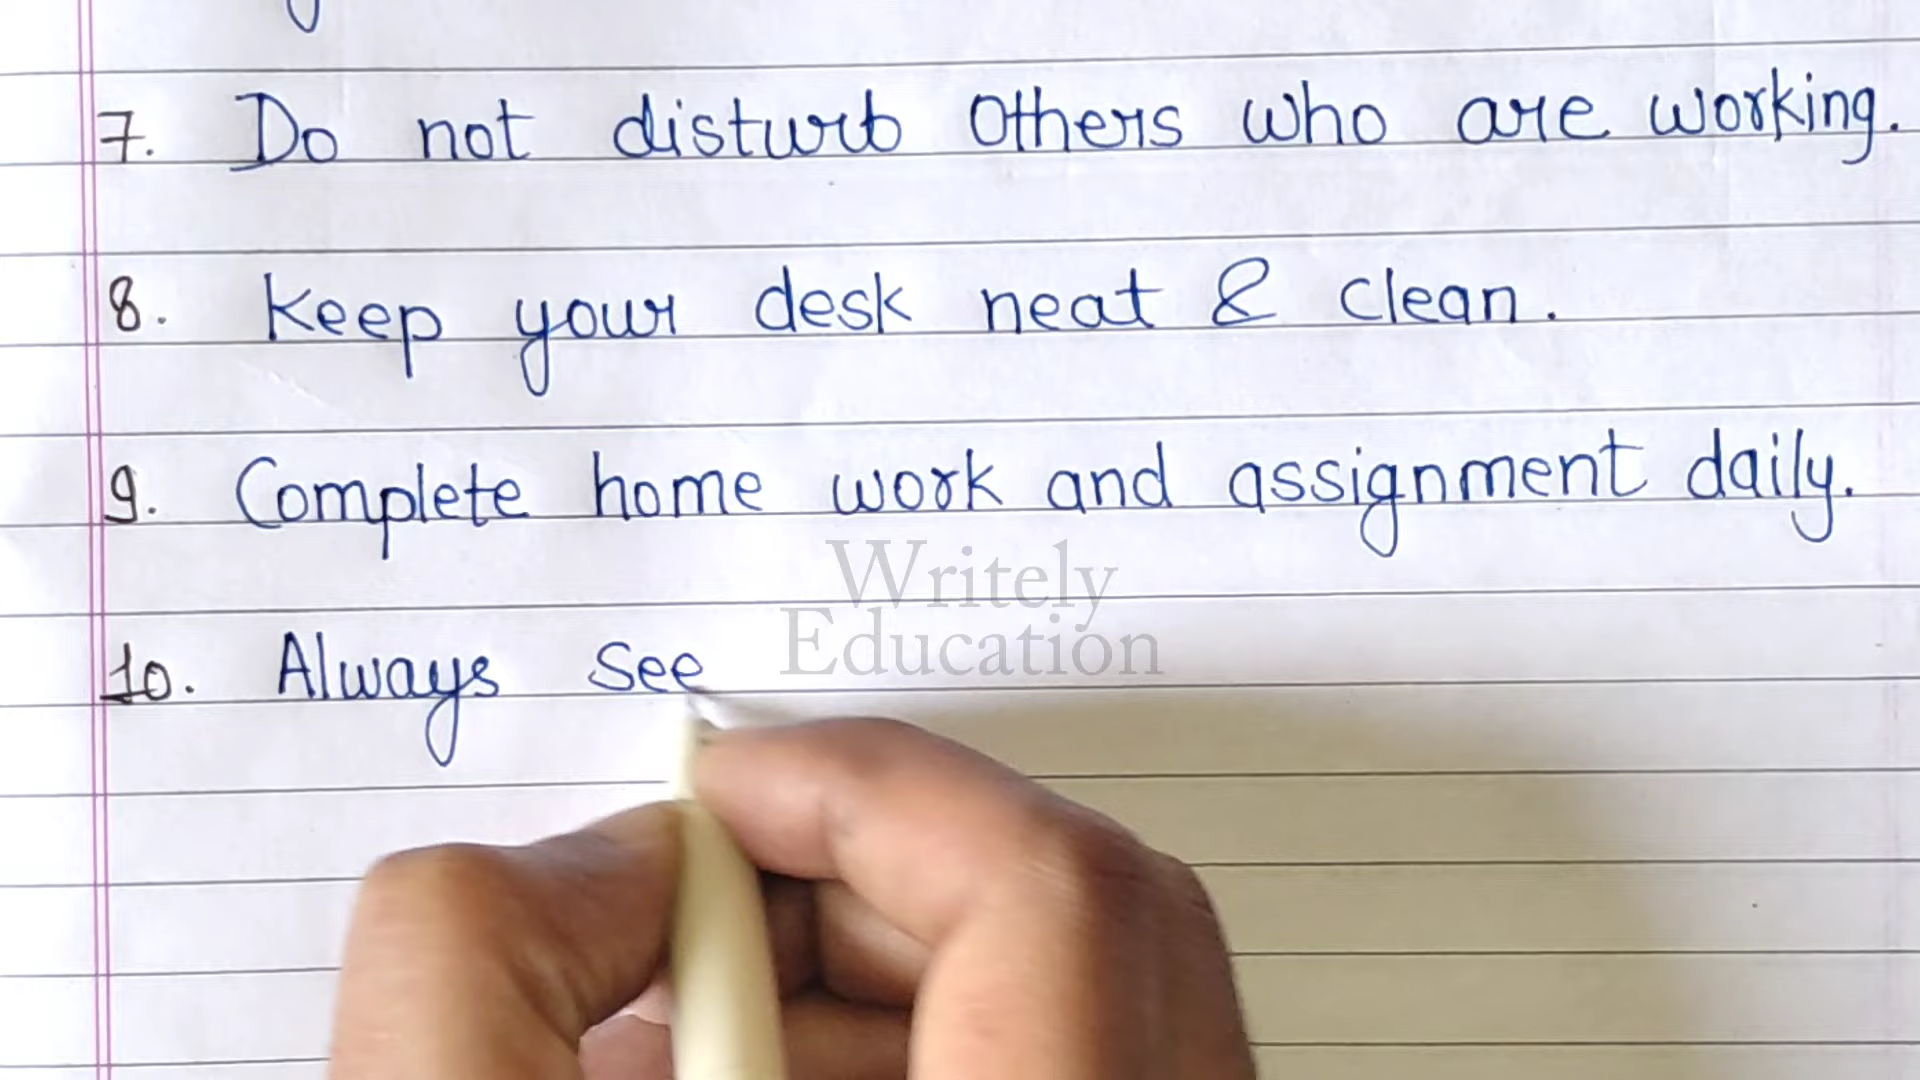 7. Do not disturb others who are working.
8. Keep your desk neat & clean.
9. Complete home work and assignment daily.
Writely
Education
10. Always see